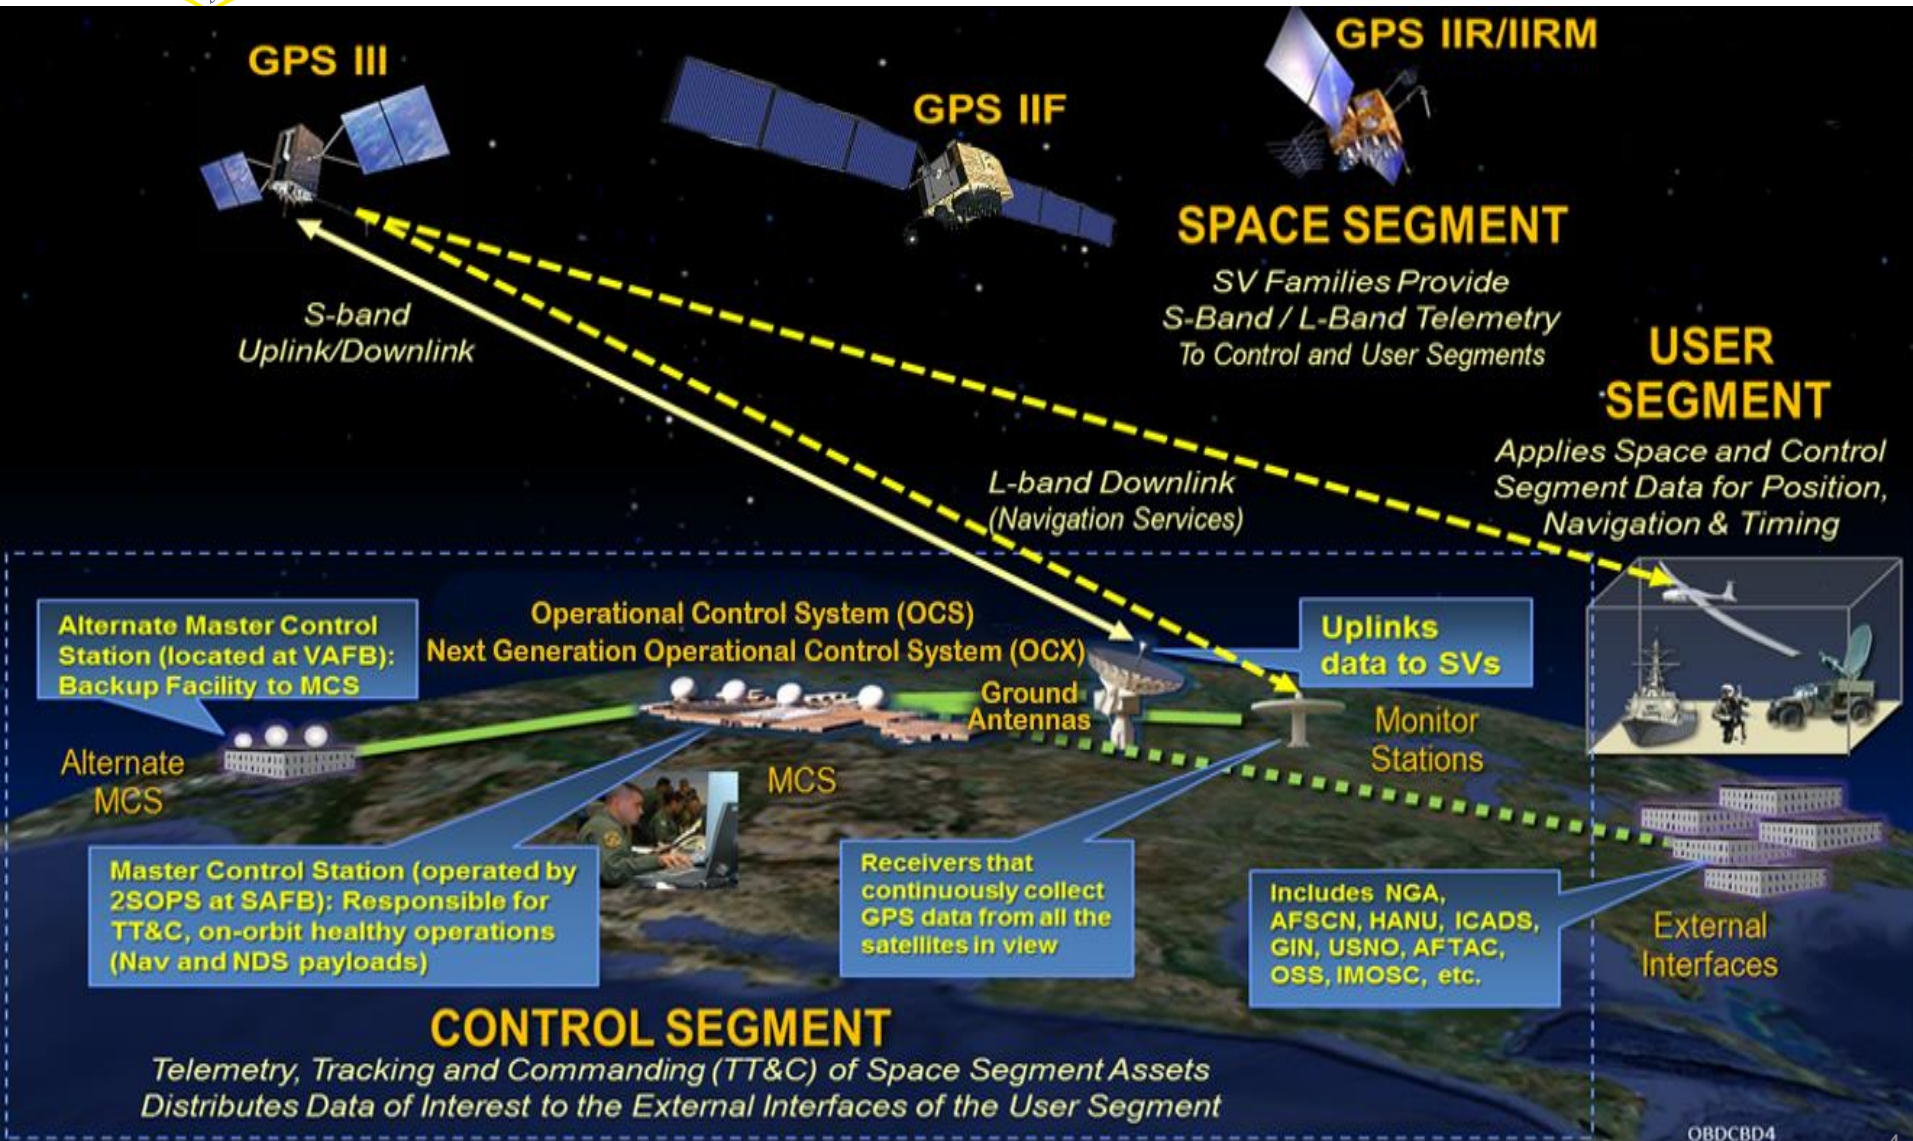 GPS III
GPS IIF
GPS IIR/IIRM
SPACE SEGMENT
SV Families Provide
S-Band / L-Band Telemetry
To Control and User Segments
S-band
Uplink/Downlink
USER
SEGMENT
Applies Space and Control
Segment Data for Position,
Navigation & Timing
L-band Downlink
(Navigation Services)
Alternate Master Control
Station (located at VAFB):
Backup Facility to MCS
Operational Control System (OCS)
Next Generation Operational Control System (OCX)
Uplinks
data to SVs
Ground
Antennas
Monitor
Stations
Alternate
MCS
MCS
Master Control Station (operated by
2SOPS at SAFB): Responsible for
TT&C, on-orbit healthy operations
(Nav and NDS payloads)
Receivers that
continuously collect
GPS data from all the
satellites in view
Includes NGA,
AFSCN, HANU, ICADS,
GIN, USNO, AFTAC,
OSS, IMOSC, etc.
External
Interfaces
CONTROL SEGMENT
Telemetry, Tracking and Commanding (TT&C) of Space Segment Assets
Distributes Data of Interest to the External Interfaces of the User Segment
OBDCBD4
4